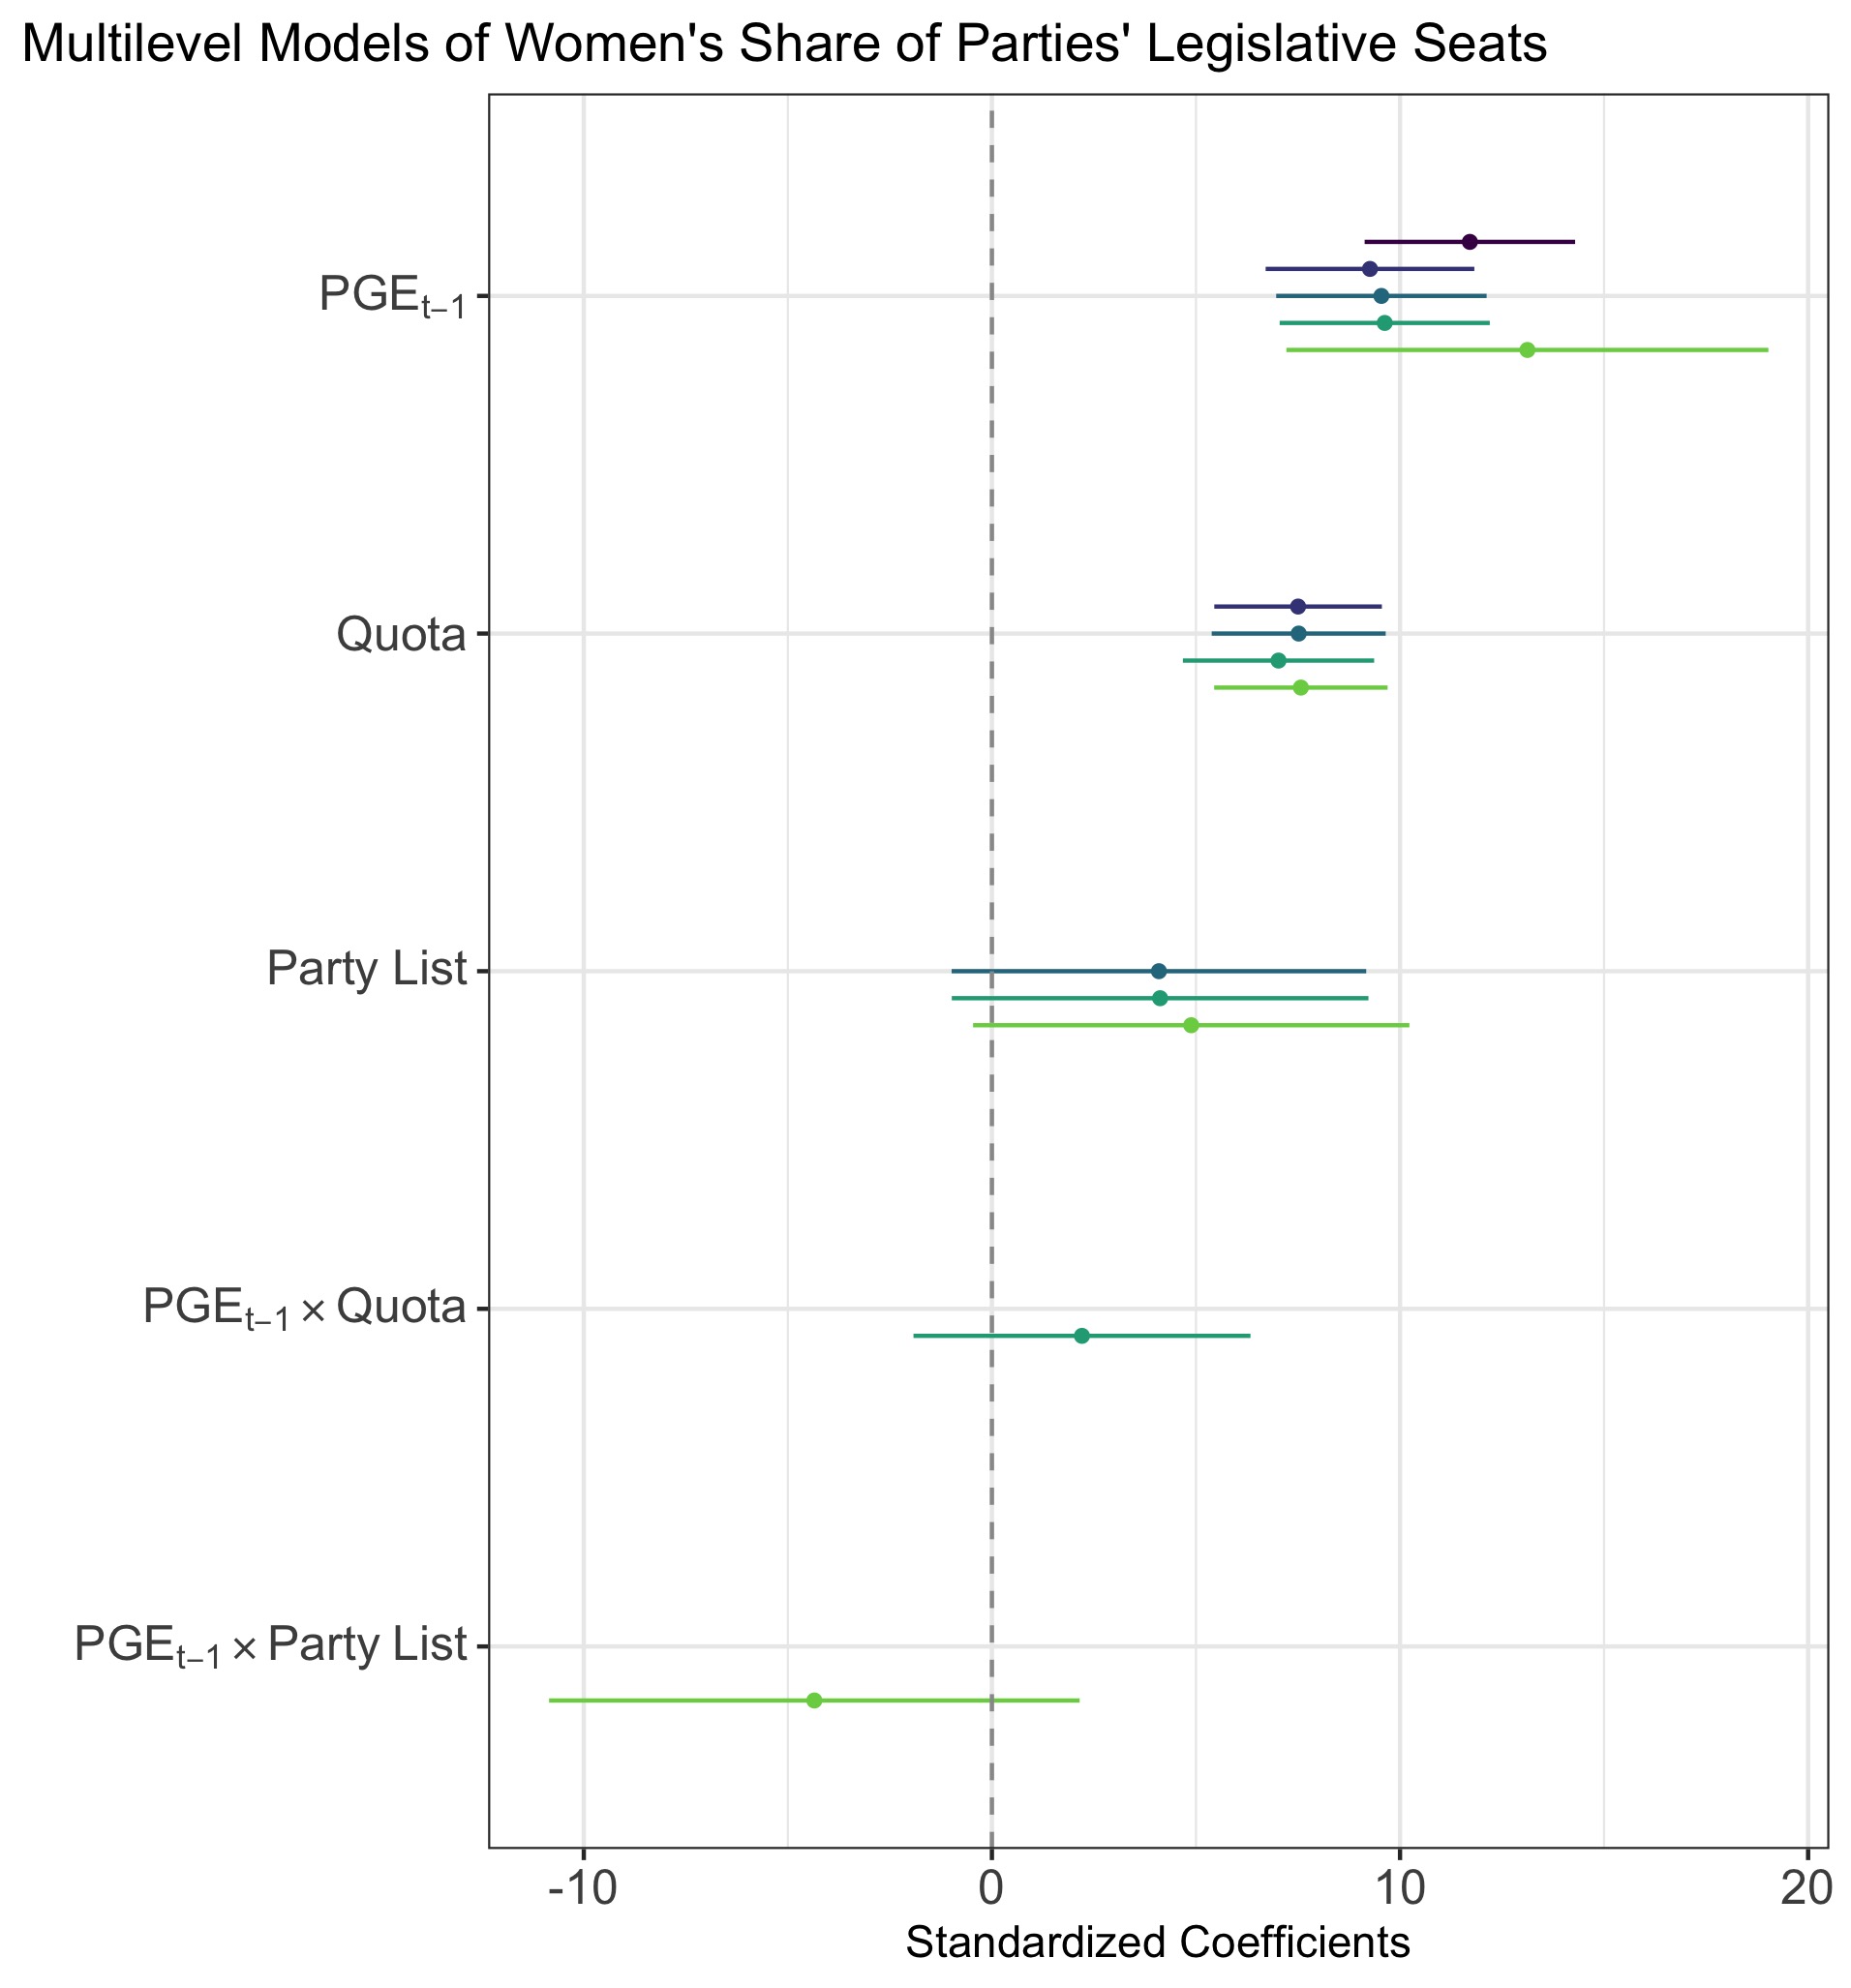 Multilevel Models of Women's Share of Parties' Legislative Seats
PGEt−1
Quota
Party List
PGEt−1 × Quota
PGEt−1 × Party List
-10 0 10 20
Standardized Coefficients